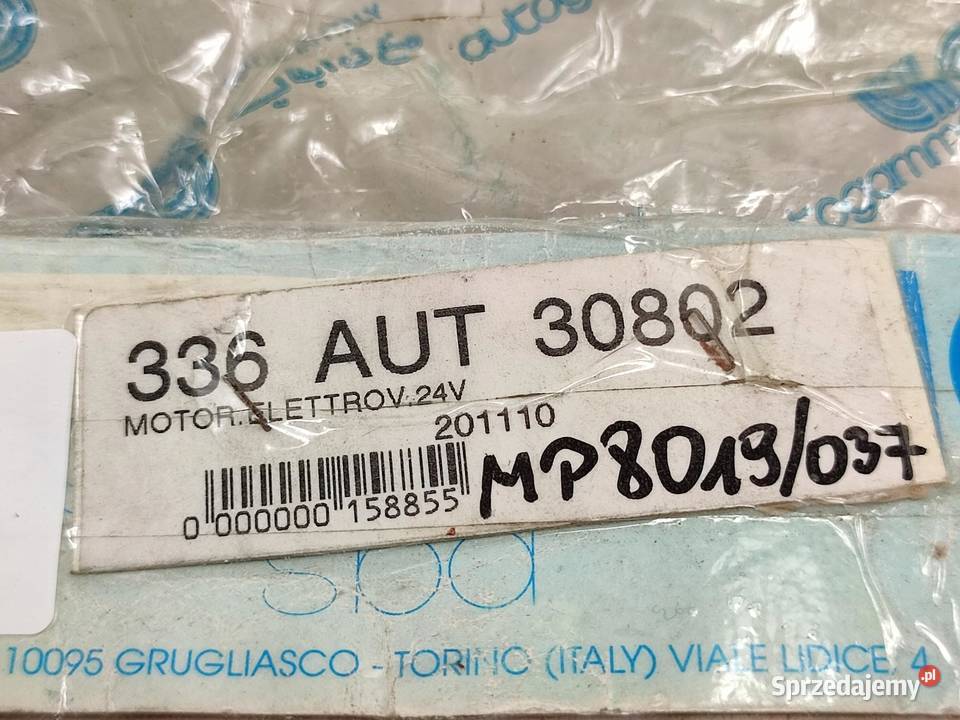 336 AUT 30802
MOTOR.ELETTROV.24V
201110
0 000000 158855
MP8019/037
spa
10095 GRUGLIASCO - TORINO (ITALY) VIALE LIDICE, 4
Sprzedajemy.pl